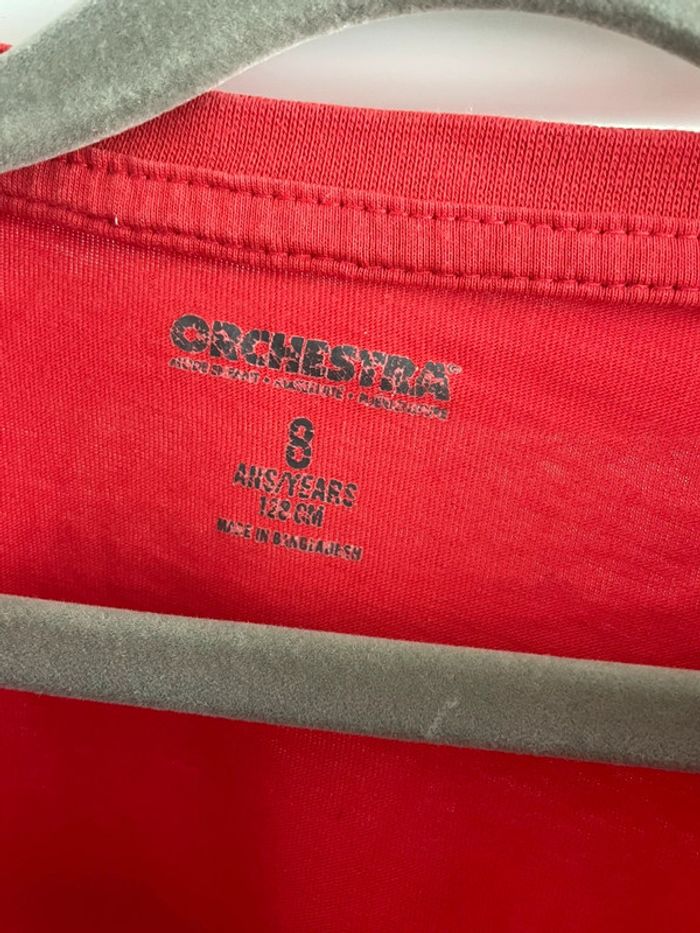 ORCHESTRA
8
ANS/YEARS
128 CM
MADE IN BANGLADESH